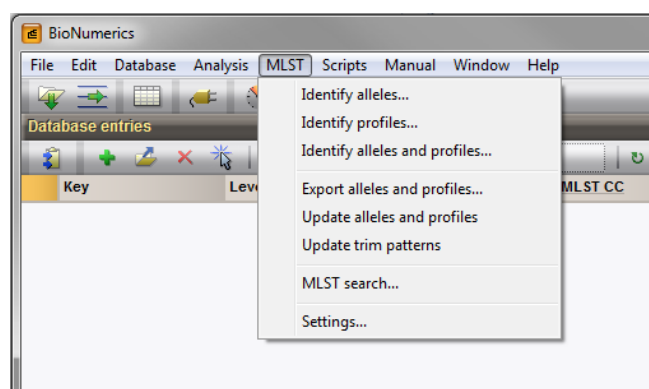 BioNumerics
File Edit Database Analysis MLST Scripts Manual Window Help
Identify alleles...
Database entries
Identify profiles...
Identify alleles and profiles...
Key Leve MLST CC
Export alleles and profiles...
Update alleles and profiles
Update trim patterns
MLST search...
Settings...